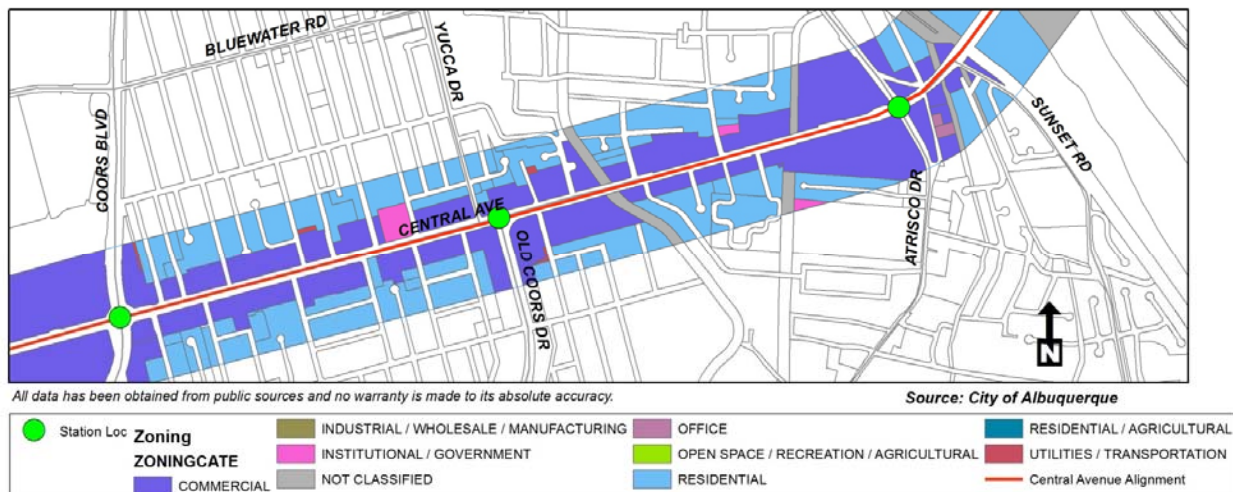 BLUEWATER RD
YUCCA DR
COORS BLVD
SUNSET RD
CENTRAL AVE
ATRISCO DR
OLD COORS DR
N
All data has been obtained from public sources and no warranty is made to its absolute accuracy.
Source: City of Albuquerque
Station Loc
Zoning
ZONINGCATE
COMMERCIAL
INDUSTRIAL / WHOLESALE / MANUFACTURING
INSTITUTIONAL / GOVERNMENT
NOT CLASSIFIED
OFFICE
OPEN SPACE / RECREATION / AGRICULTURAL
RESIDENTIAL
RESIDENTIAL / AGRICULTURAL
UTILITIES / TRANSPORTATION
Central Avenue Alignment